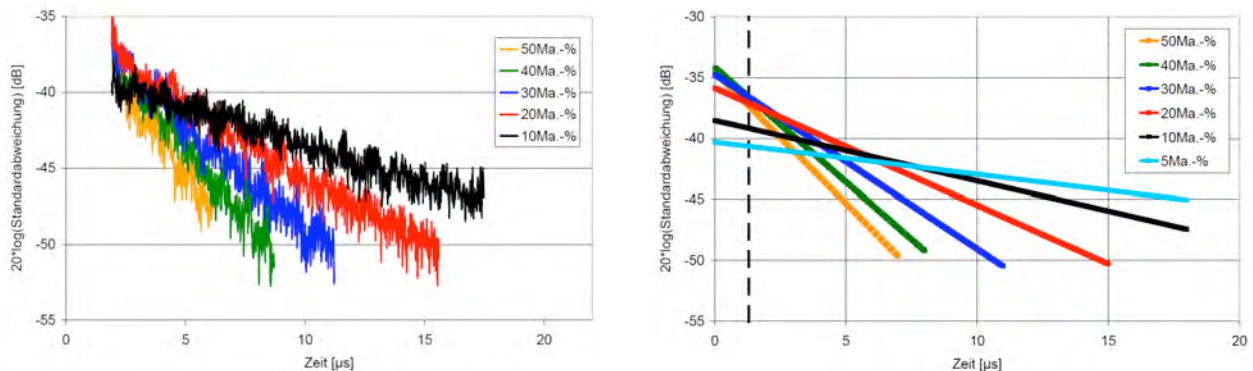 -35
-40
-45
-50
-55
20*log(Standardabweichung) [dB]
0
5
10
15
20
Zeit [µs]
50Ma.-%
40Ma.-%
30Ma.-%
20Ma.-%
10Ma.-%
-30
-35
-40
-45
-50
-55
20*log(Standardabweichung) [dB]
0
5
10
15
20
Zeit [µs]
50Ma.-%
40Ma.-%
30Ma.-%
20Ma.-%
10Ma.-%
5Ma.-%